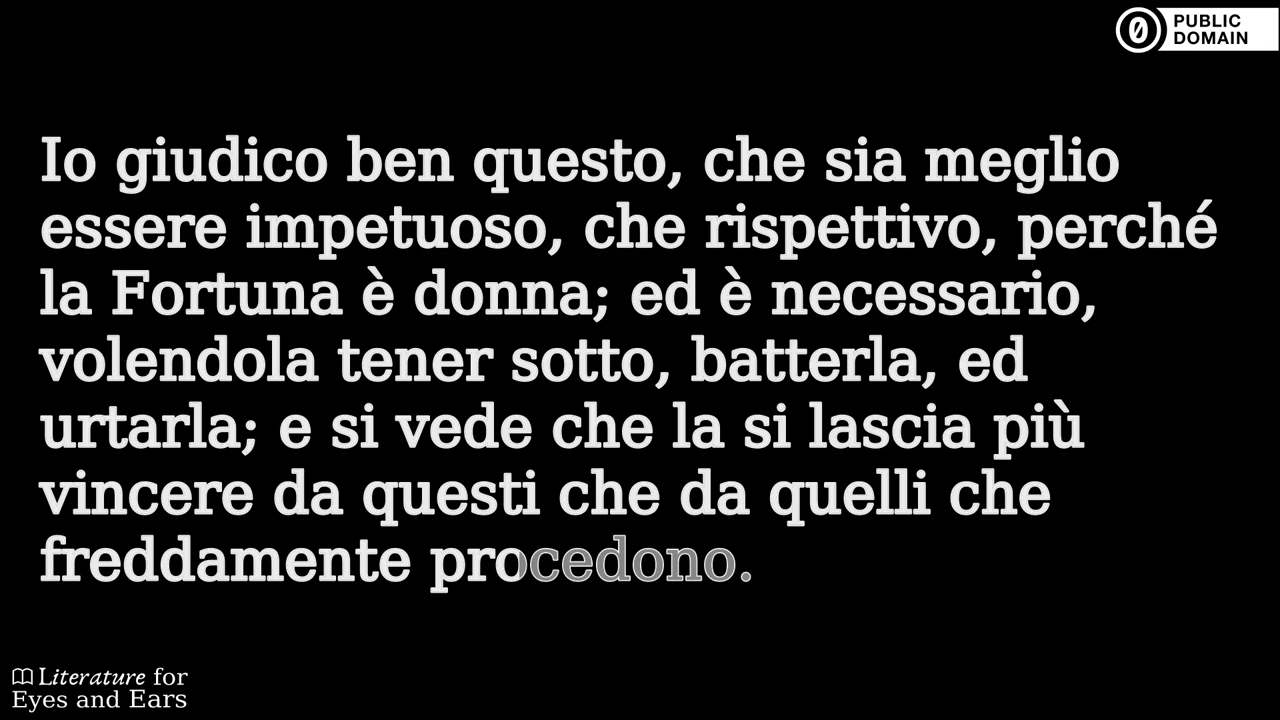 PUBLIC
DOMAIN
Io giudico ben questo, che sia meglio
essere impetuoso, che rispettivo, perché
la Fortuna è donna; ed è necessario,
volendola tener sotto, batterla, ed
urtarla; e si vede che la si lascia più
vincere da questi che da quelli che
freddamente procedono.
Literature for
Eyes and Ears